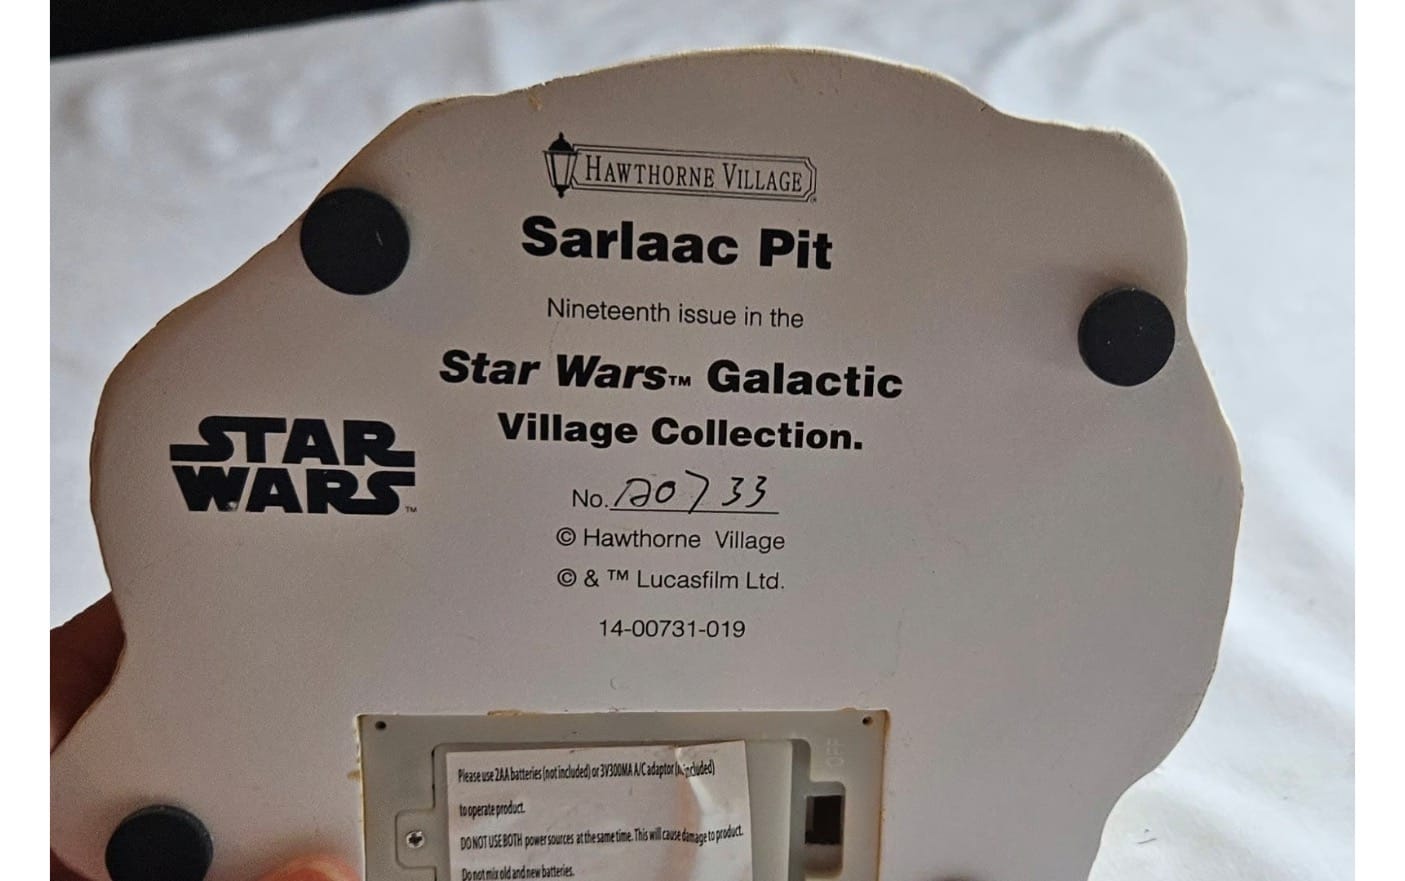 HAWTHORNE VILLAGE
Sarlaac Pit
Nineteenth issue in the
Star Wars™ Galactic
Village Collection.
STAR
WARS™
No. A0733
© Hawthorne Village
© & ™ Lucasfilm Ltd.
14-00731-019
OFF
Please use 2AA batteries (not included) or 3V300MA A/C adaptor (included)
to operate product.
DO NOT USE BOTH power sources at the same time. This will cause damage to product.
Do not mix old and new batteries.